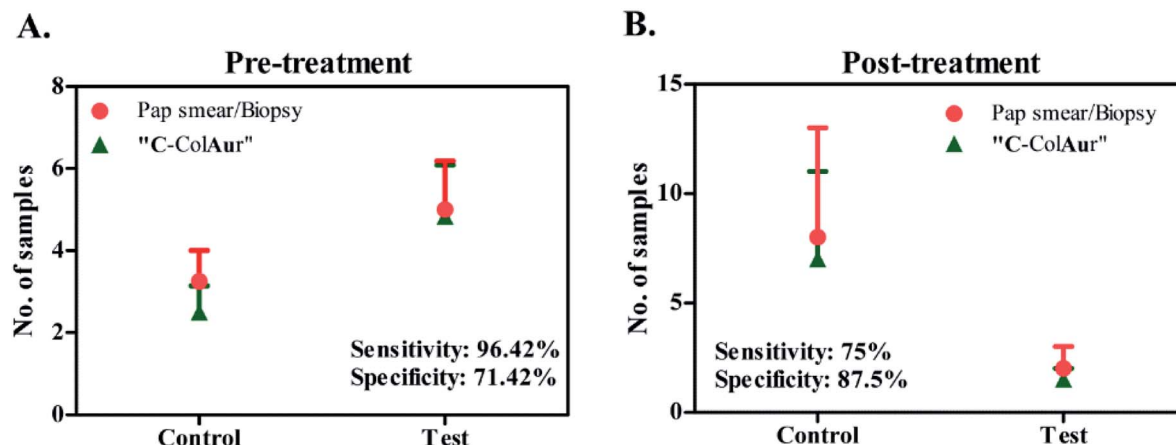 A.
Pre-treatment
8
6
4
2
0
No. of samples
Pap smear/Biopsy
"C-ColAur"
Sensitivity: 96.42%
Specificity: 71.42%
Control Test
B.
Post-treatment
15
10
5
0
No. of samples
Pap smear/Biopsy
"C-ColAur"
Sensitivity: 75%
Specificity: 87.5%
Control Test